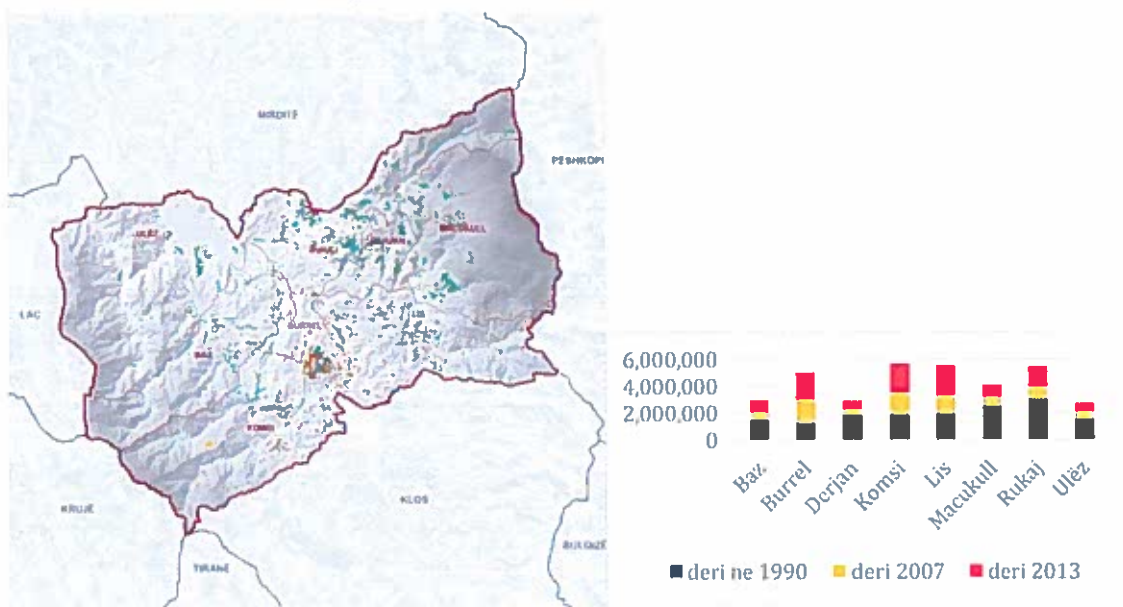 MIRDITË
PESHKOPI
ULËZ
RUKAJ
DERJAN
MACUKULL
LAÇ
LIS
BURREL
BAZ
KOMSI
KRUJË
KLOS
BULQIZË
TIRANË
6,000,000
4,000,000
2,000,000
0
Baz
Burrel
Derjan
Komsi
Lis
Macukull
Rukaj
Ulëz
deri ne 1990
deri 2007
deri 2013